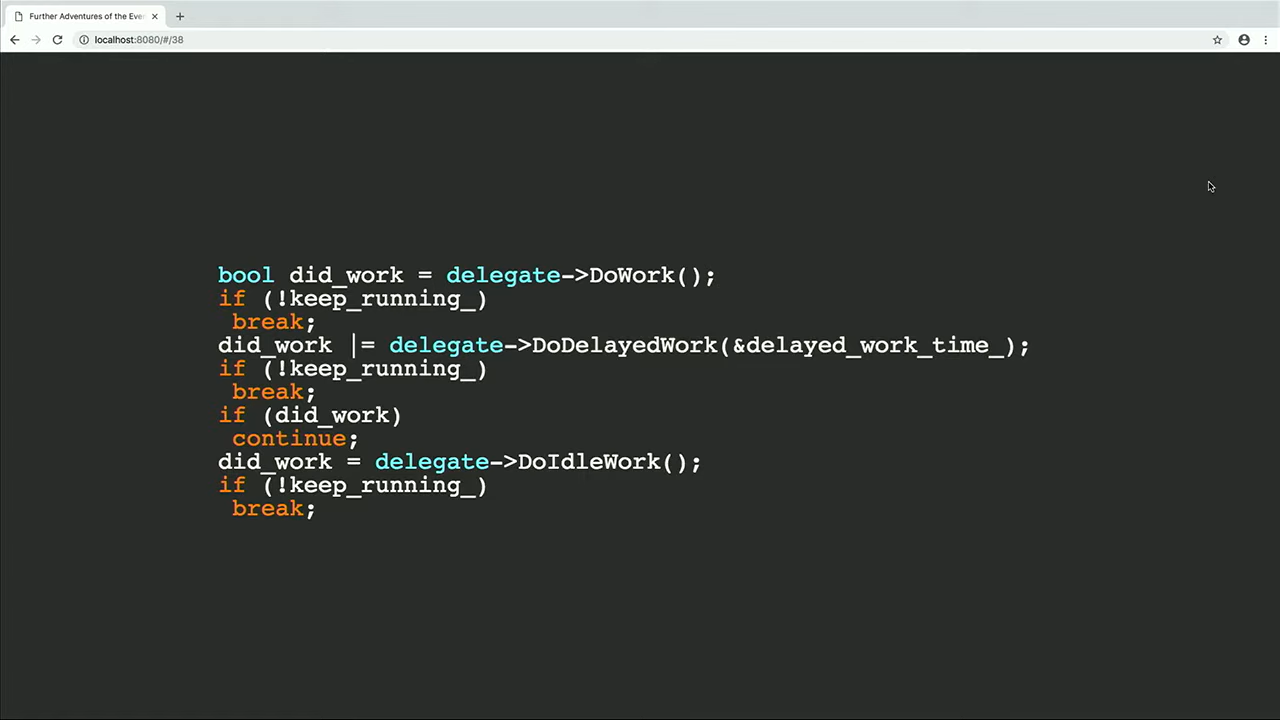 Further Adventures of the Eve
localhost:8080/#/38
bool did_work = delegate->DoWork();
if (!keep_running_)
break;
did_work |= delegate->DoDelayedWork(&delayed_work_time_);
if (!keep_running_)
break;
if (did_work)
continue;
did_work = delegate->DoIdleWork();
if (!keep_running_)
break;